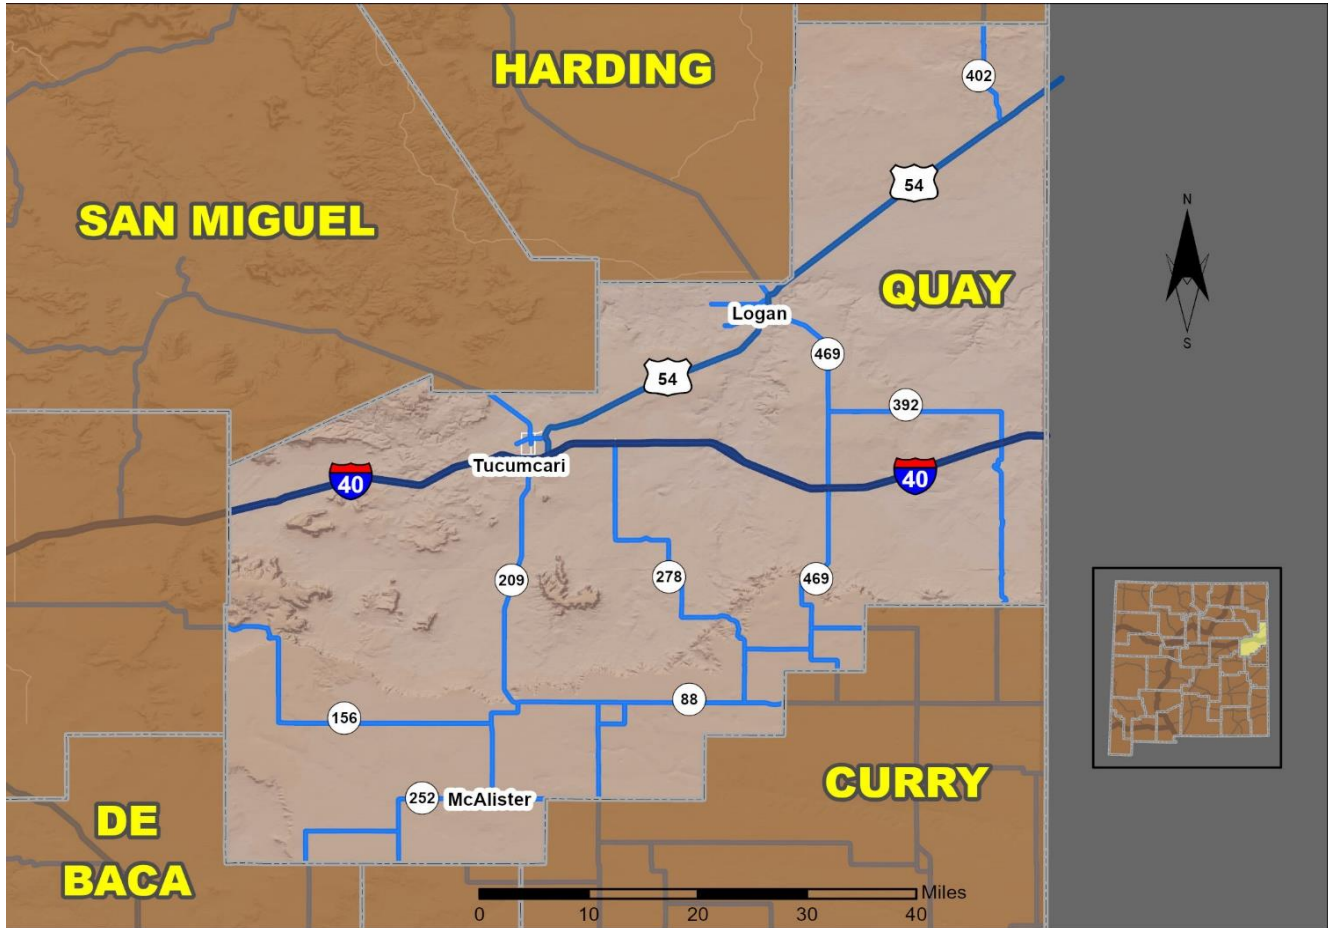 HARDING
402
54
SAN MIGUEL
N
QUAY
Logan
S
469
54
392
Tucumcari
40
40
209
278
469
88
156
CURRY
252
McAlister
DE
BACA
Miles
0 10 20 30 40